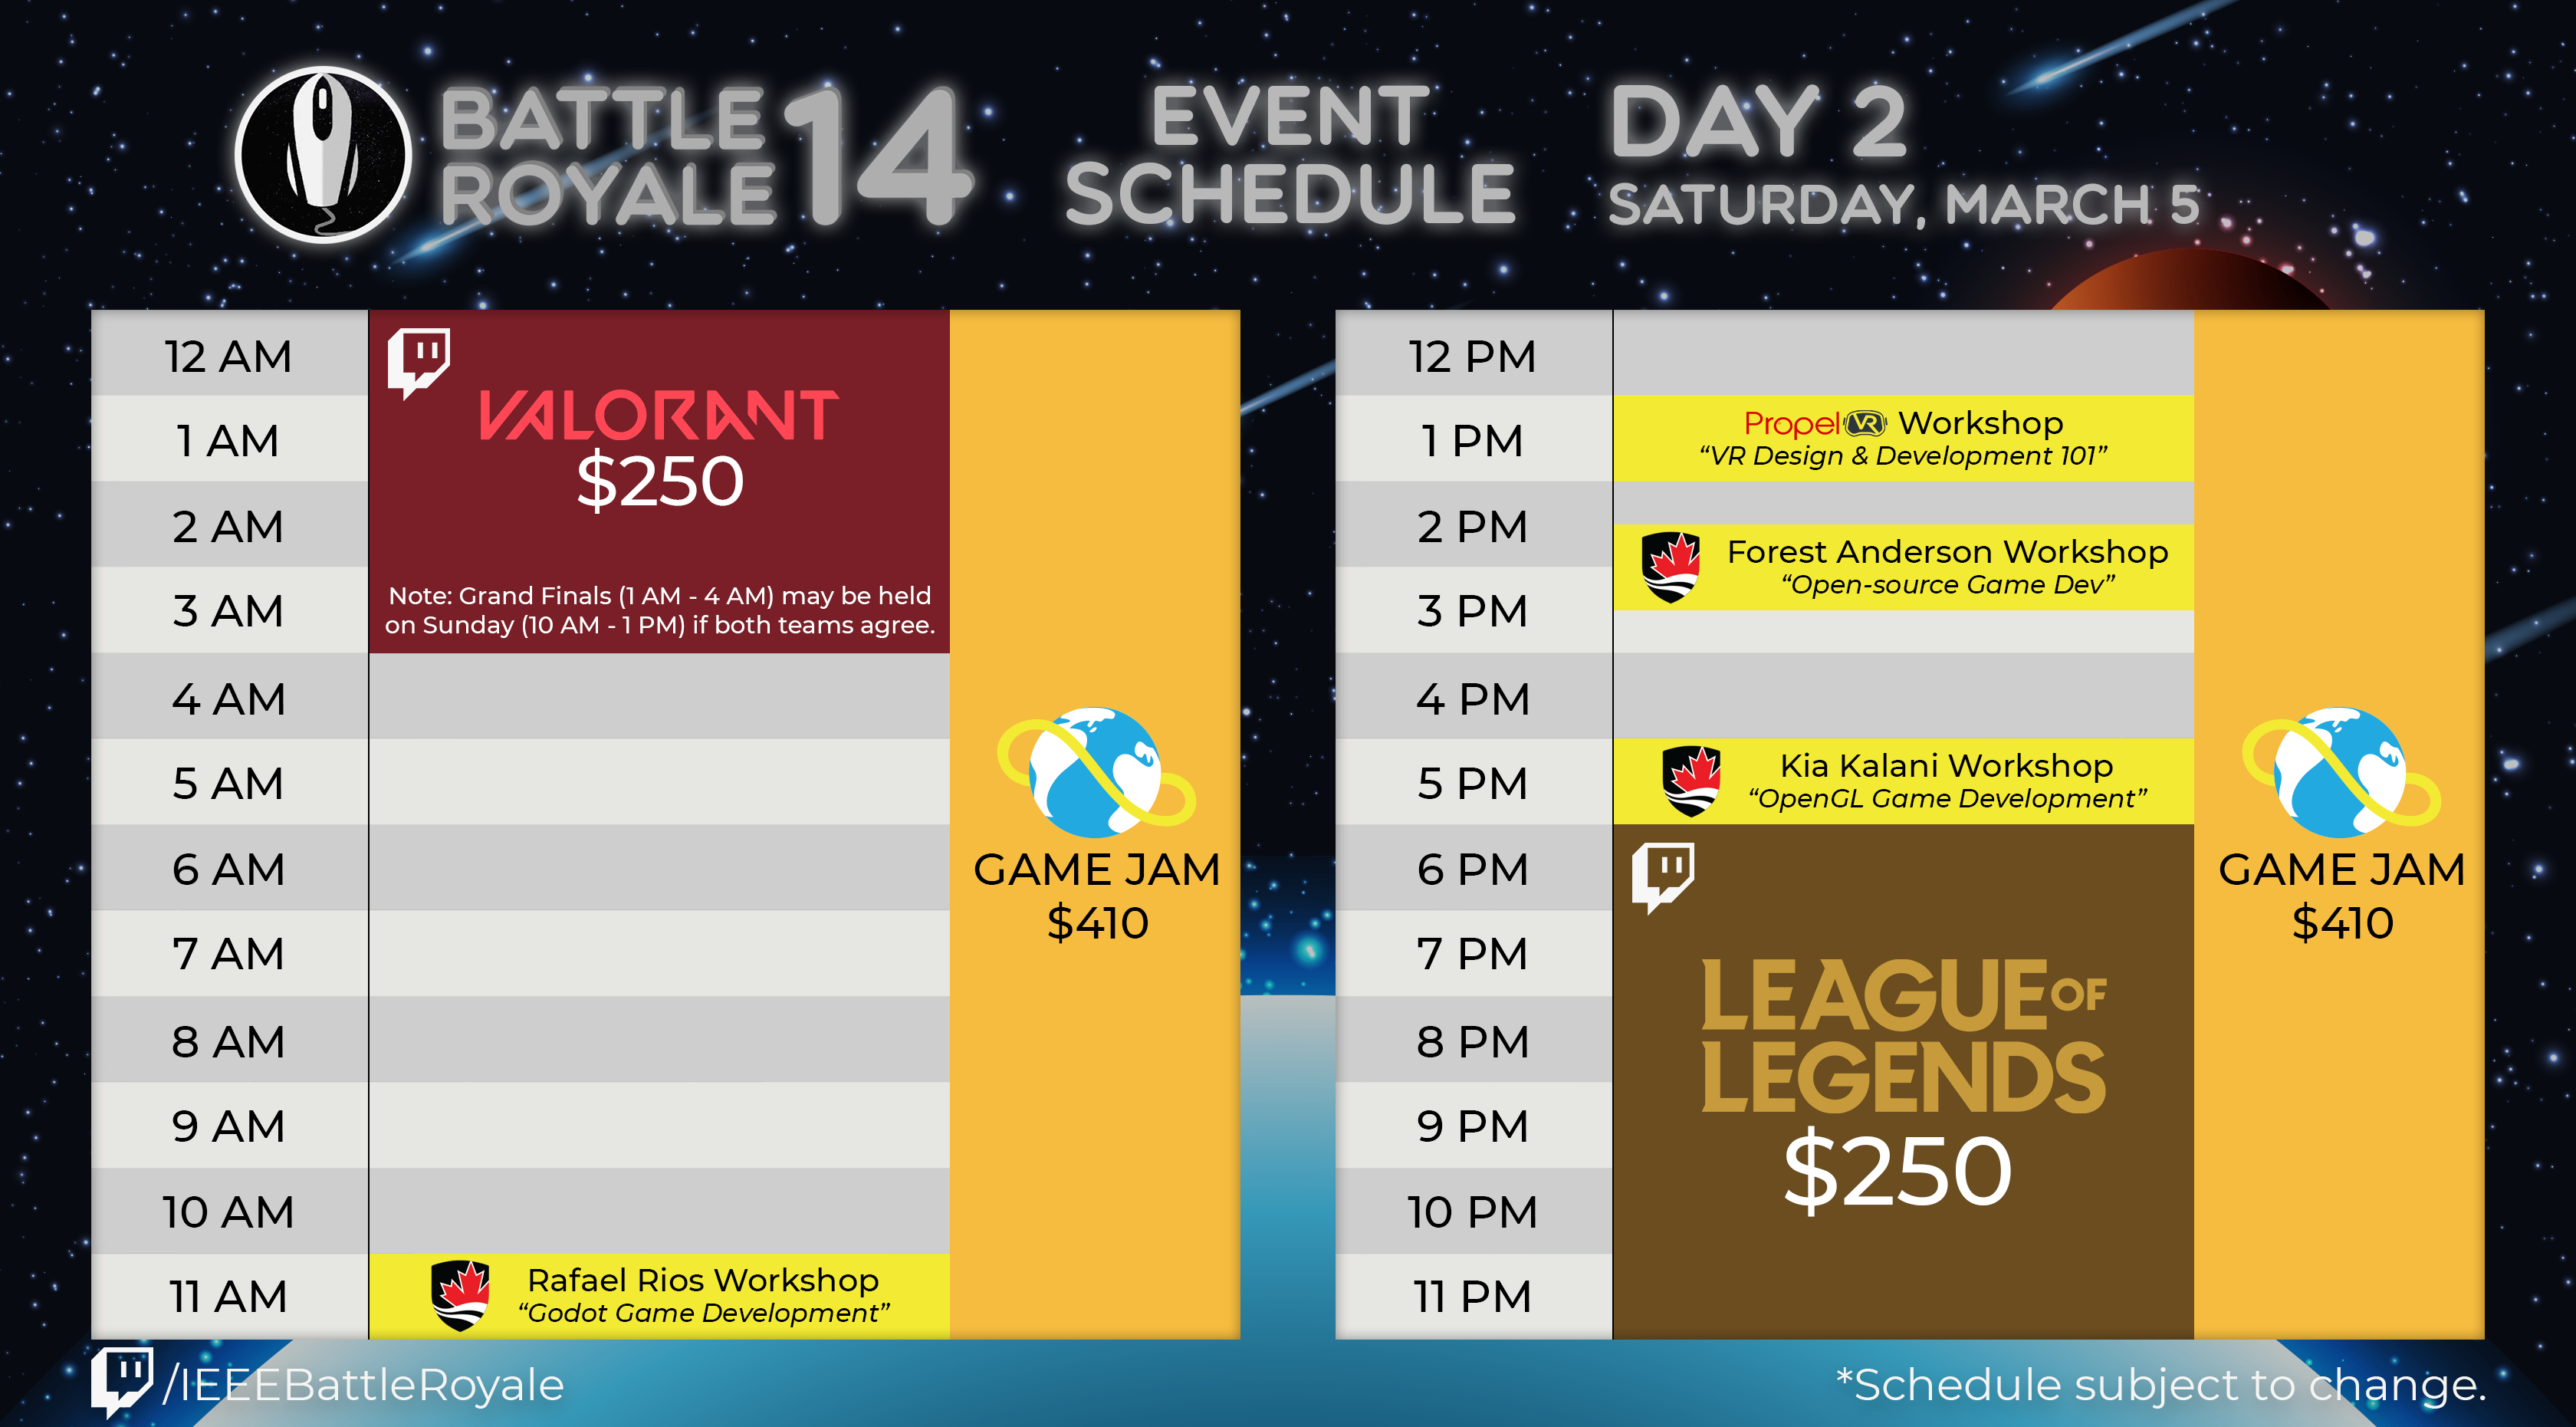 BATTLE
ROYALE 14
EVENT
SCHEDULE
DAY 2
SATURDAY, MARCH 5
12 AM
1 AM
2 AM
3 AM
4 AM
5 AM
6 AM
7 AM
8 AM
9 AM
10 AM
11 AM
VALORANT
$250
Note: Grand Finals (1 AM - 4 AM) may be held
on Sunday (10 AM - 1 PM) if both teams agree.
Rafael Rios Workshop
“Godot Game Development”
GAME JAM
$410
12 PM
1 PM
2 PM
3 PM
4 PM
5 PM
6 PM
7 PM
8 PM
9 PM
10 PM
11 PM
Propel VR Workshop
“VR Design & Development 101”
Forest Anderson Workshop
“Open-source Game Dev”
Kia Kalani Workshop
“OpenGL Game Development”
LEAGUE OF
LEGENDS
$250
GAME JAM
$410
/IEEEBattleRoyale
*Schedule subject to change.